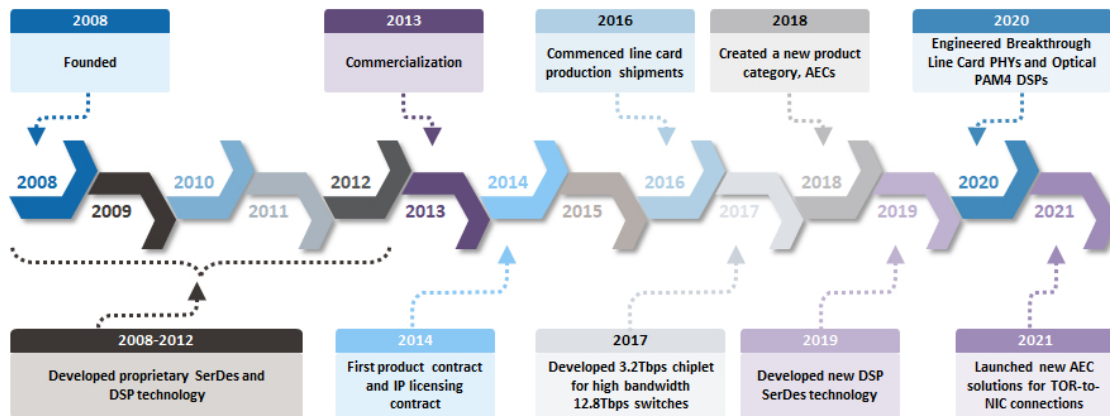 2008
Founded
2013
Commercialization
2016
Commenced line card
production shipments
2018
Created a new product
category, AECs
2020
Engineered Breakthrough
Line Card PHYs and Optical
PAM4 DSPs
2008
2009
2010
2011
2012
2013
2014
2015
2016
2017
2018
2019
2020
2021
2008-2012
Developed proprietary SerDes and
DSP technology
2014
First product contract
and IP licensing
contract
2017
Developed 3.2Tbps chiplet
for high bandwidth
12.8Tbps switches
2019
Developed new DSP
SerDes technology
2021
Launched new AEC
solutions for TOR-to-
NIC connections